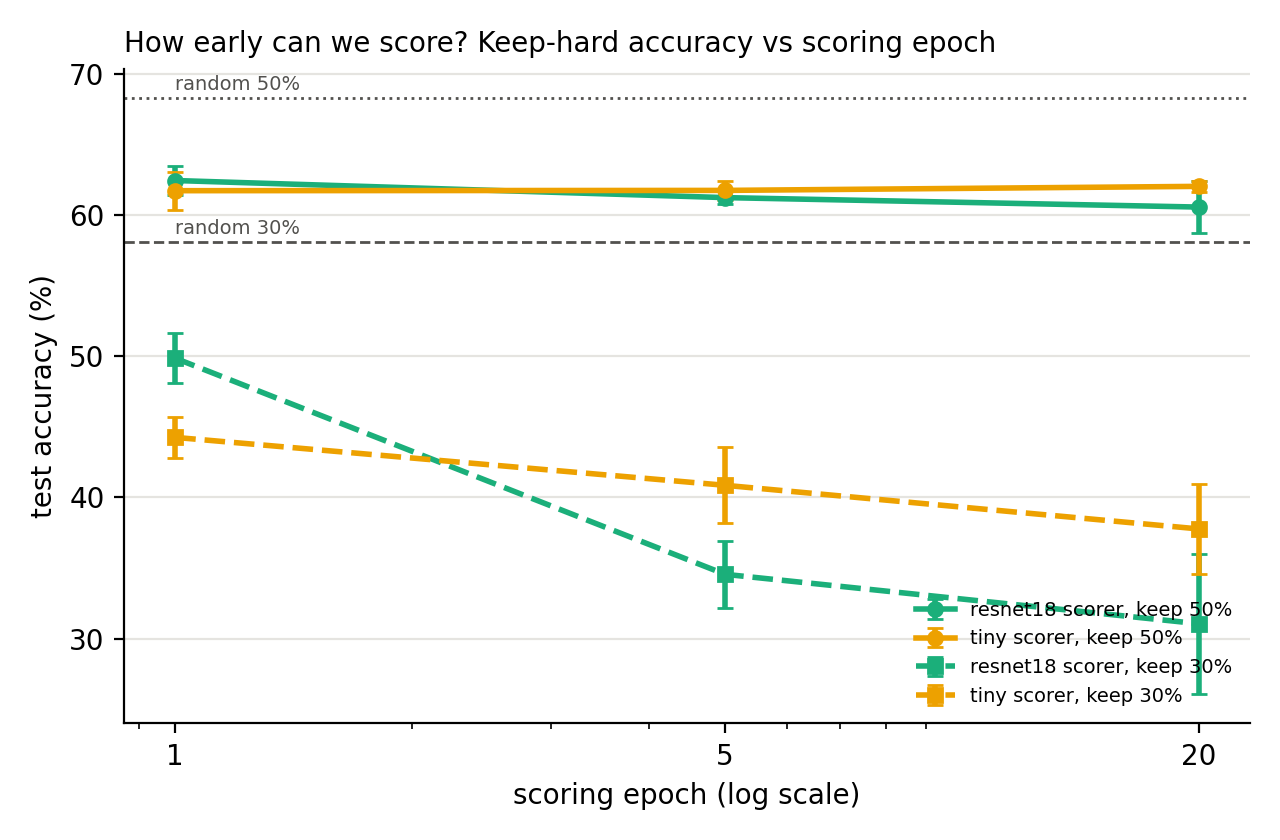 How early can we score? Keep-hard accuracy vs scoring epoch
70
random 50%
60
random 30%
50
40
30
test accuracy (%)
resnet18 scorer, keep 50%
tiny scorer, keep 50%
resnet18 scorer, keep 30%
tiny scorer, keep 30%
1
5
20
scoring epoch (log scale)